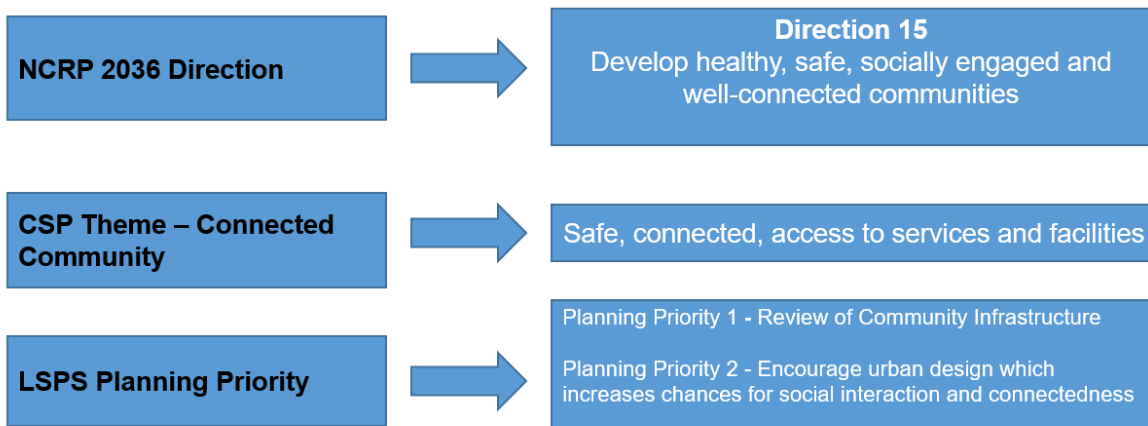 NCRP 2036 Direction
Direction 15
Develop healthy, safe, socially engaged and
well-connected communities
CSP Theme – Connected
Community
Safe, connected, access to services and facilities
LSPS Planning Priority
Planning Priority 1 - Review of Community Infrastructure
Planning Priority 2 - Encourage urban design which
increases chances for social interaction and connectedness